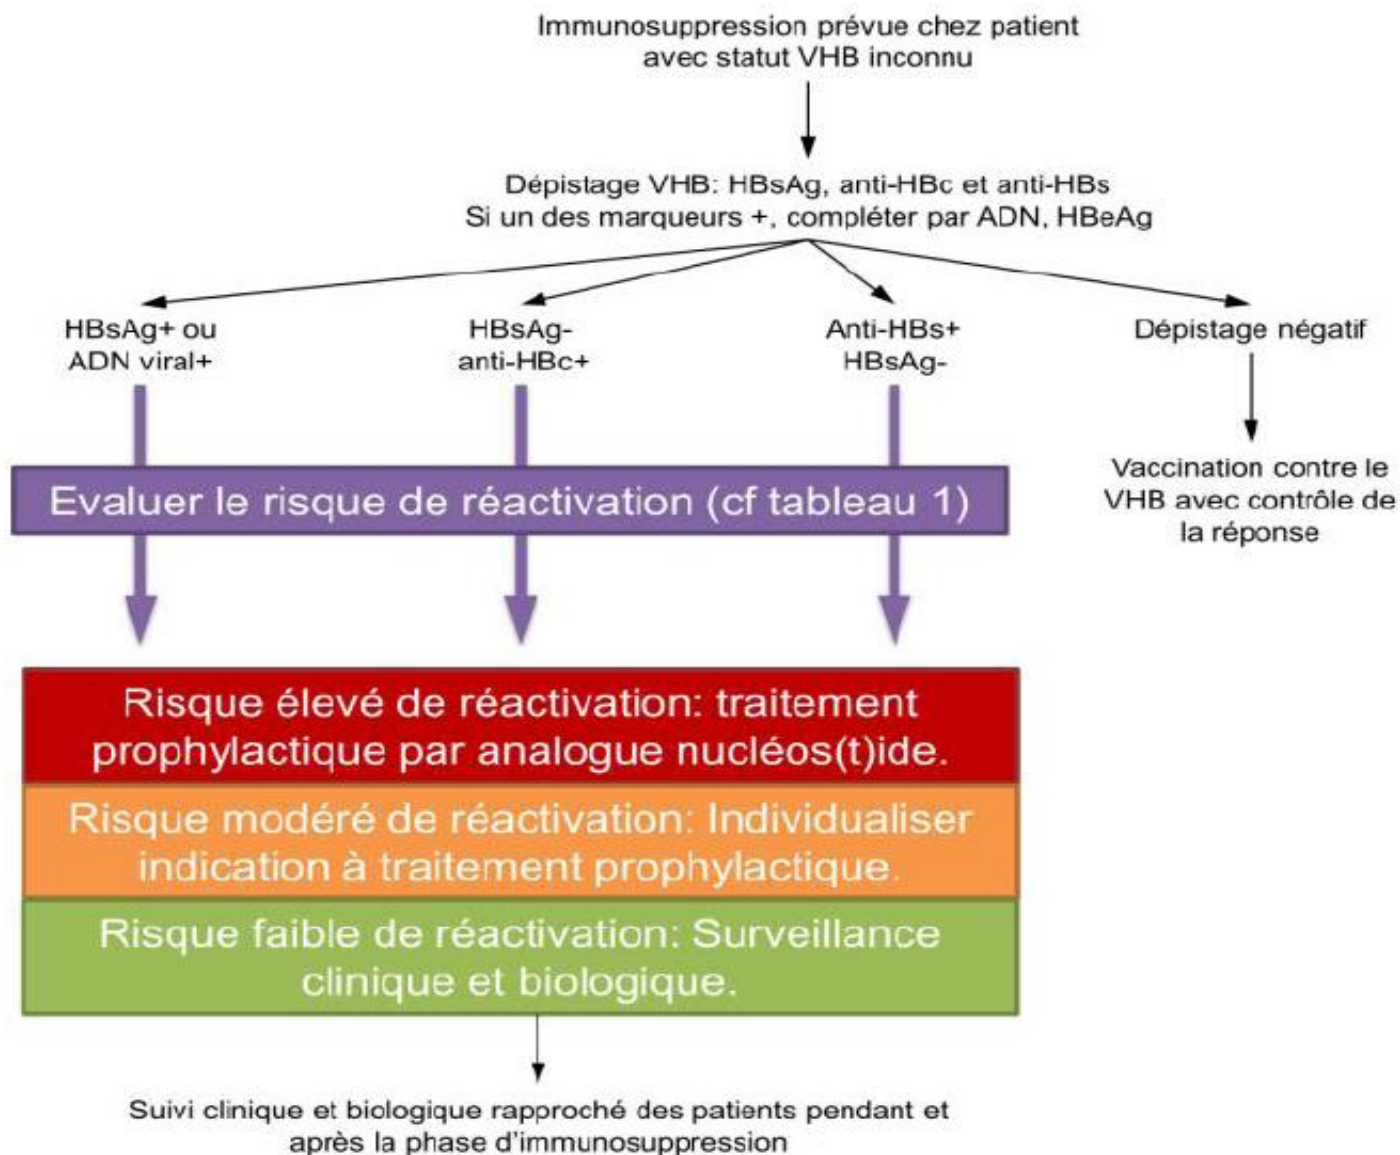 Immunosuppression prévue chez patient
avec statut VHB inconnu
Dépistage VHB: HBsAg, anti-HBc et anti-HBs
Si un des marqueurs +, compléter par ADN, HBeAg
HBsAg+ ou
ADN viral+
HBsAg-
anti-HBc+
Anti-HBs+
HBsAg-
Dépistage négatif
Vaccination contre le
VHB avec contrôle de
la réponse
Evaluer le risque de réactivation (cf tableau 1)
Risque élevé de réactivation: traitement
prophylactique par analogue nucléos(t)ide.
Risque modéré de réactivation: Individualiser
indication à traitement prophylactique.
Risque faible de réactivation: Surveillance
clinique et biologique.
Suivi clinique et biologique rapproché des patients pendant et
après la phase d'immunosuppression